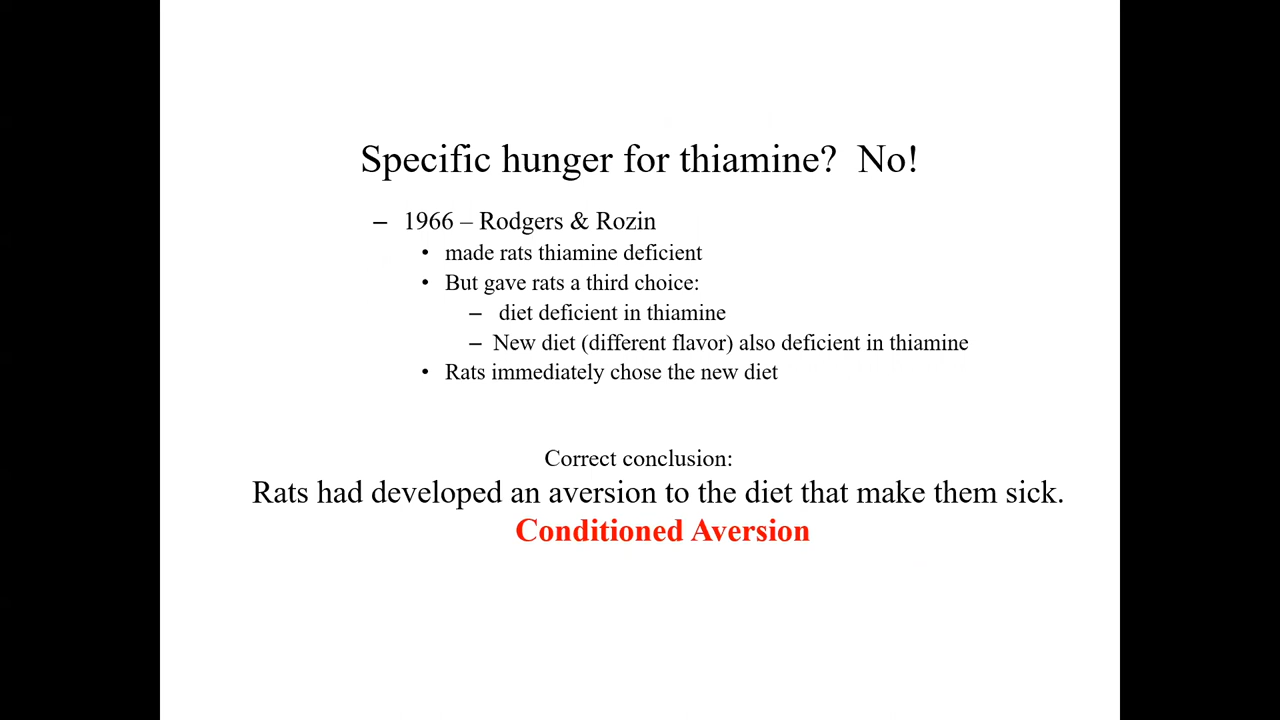 Specific hunger for thiamine?  No!
– 1966 – Rodgers & Rozin
• made rats thiamine deficient
• But gave rats a third choice:
– diet deficient in thiamine
– New diet (different flavor) also deficient in thiamine
• Rats immediately chose the new diet
Correct conclusion:
Rats had developed an aversion to the diet that make them sick.
Conditioned Aversion